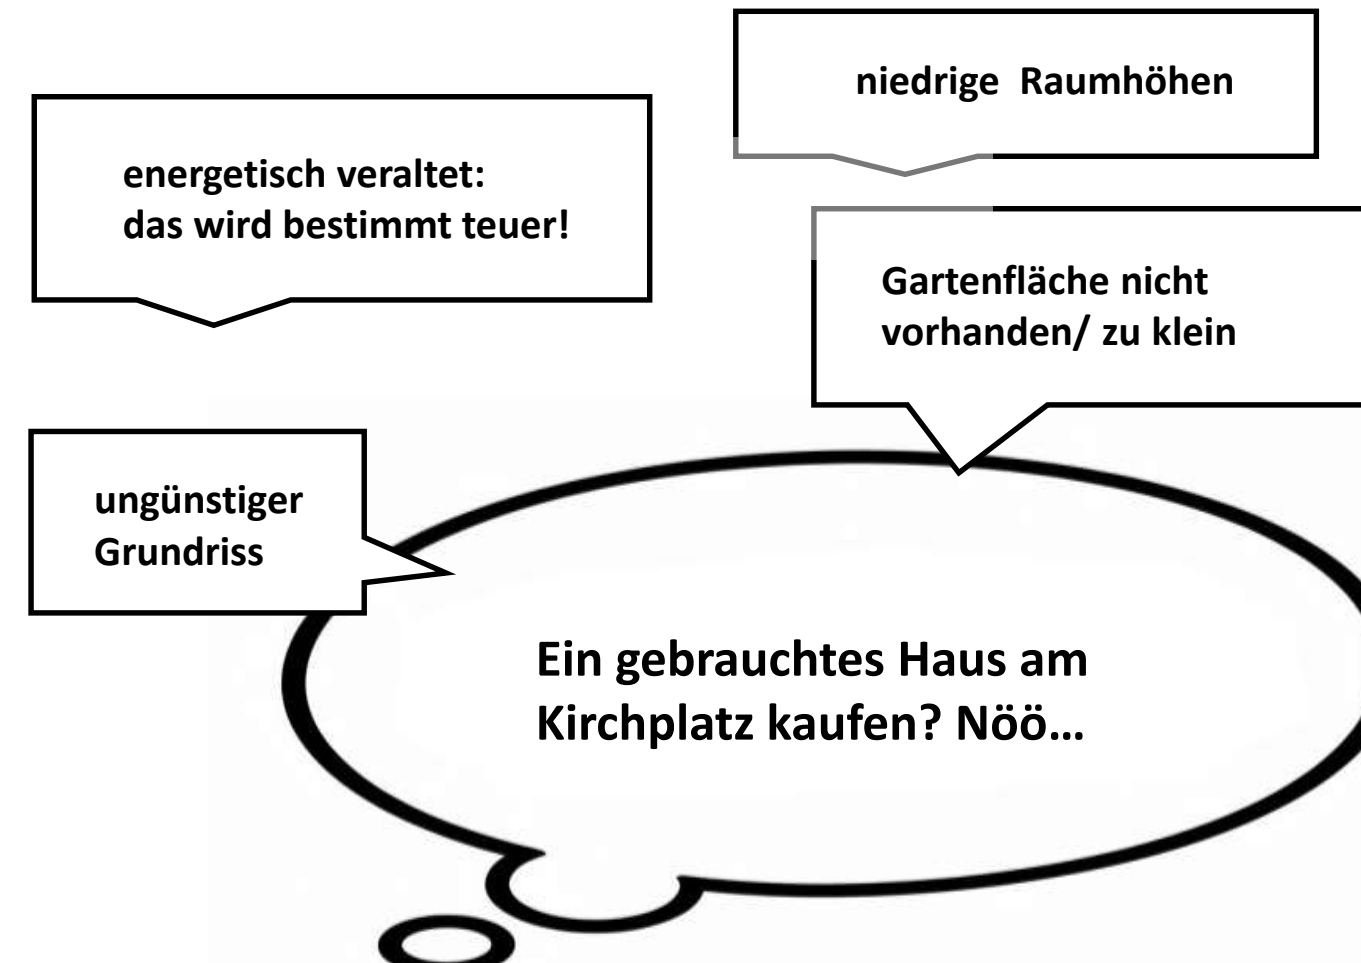 niedrige Raumhöhen
energetisch veraltet:
das wird bestimmt teuer!
Gartenfläche nicht
vorhanden/ zu klein
ungünstiger
Grundriss
Ein gebrauchtes Haus am
Kirchplatz kaufen? Nöö...